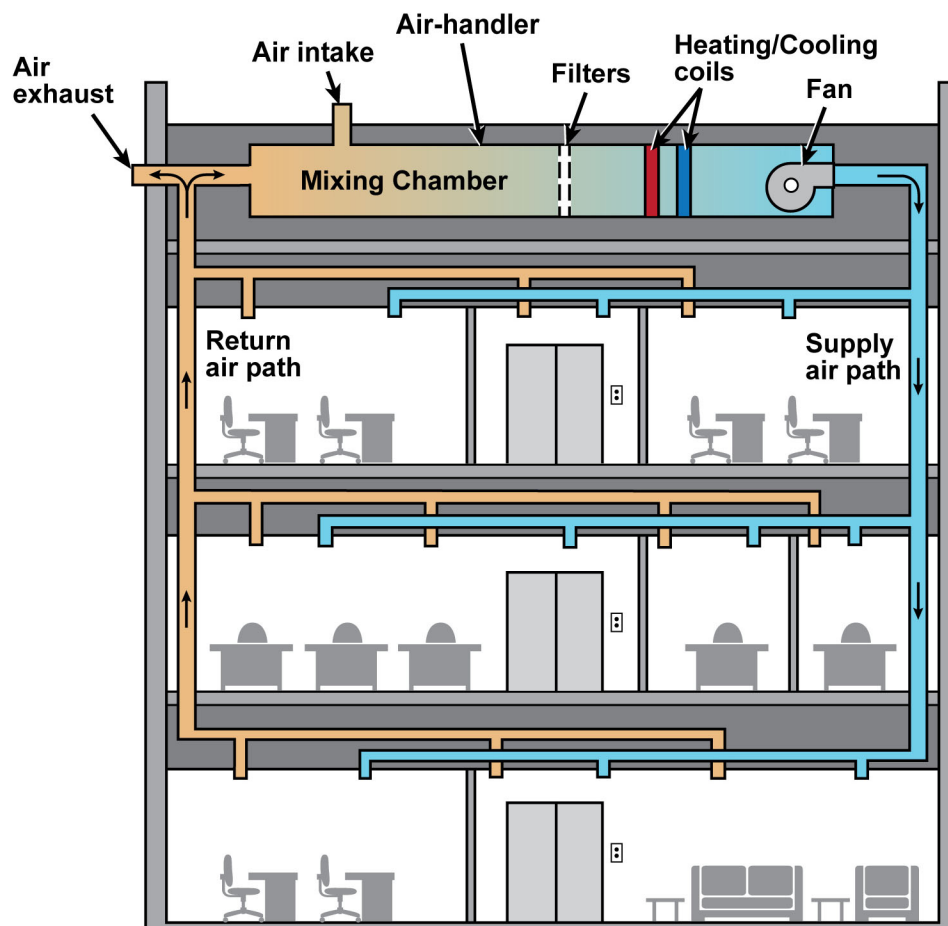 Air-handler
Air intake
Heating/Cooling
coils
Air
exhaust
Filters
Fan
Mixing Chamber
Return
air path
Supply
air path